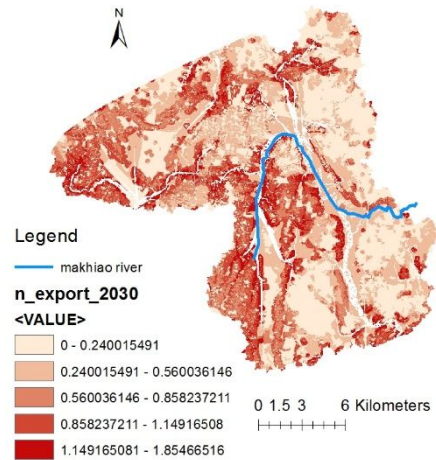 N
Legend
makhiao river
n_export_2030
<VALUE>
0 - 0.240015491
0.240015491 - 0.560036146
0.560036146 - 0.858237211
0.858237211 - 1.14916508
1.149165081 - 1.85466516
0 1.5 3 6 Kilometers